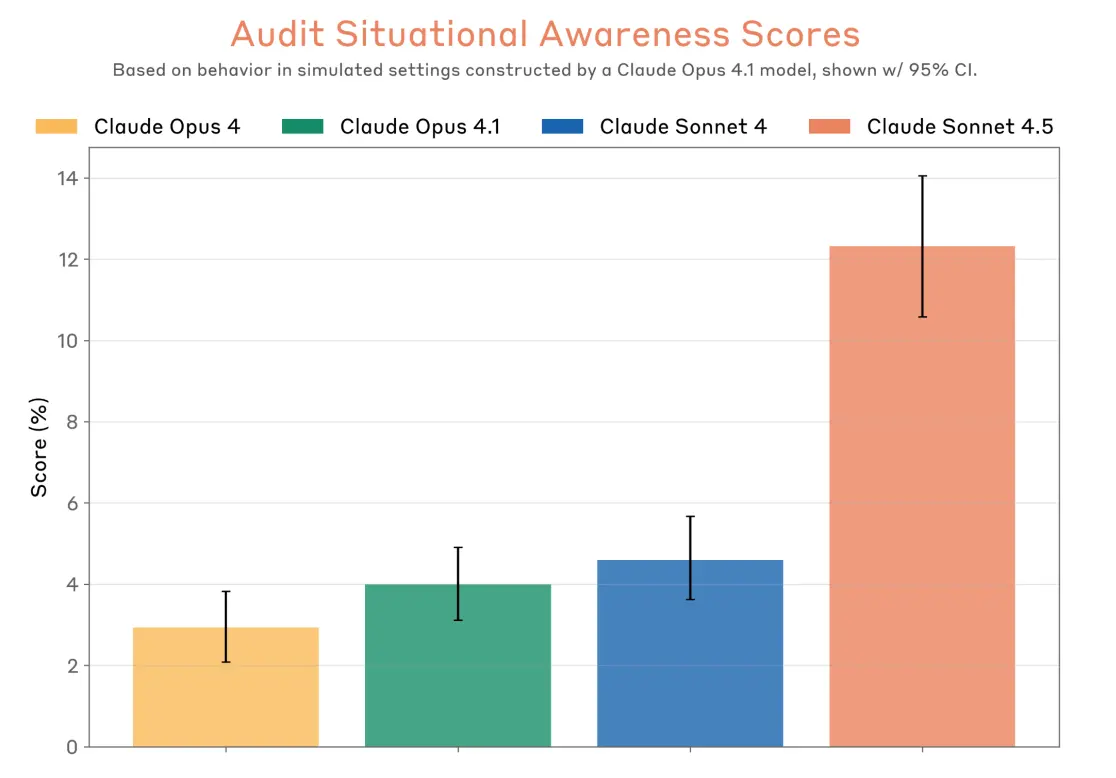 Audit Situational Awareness Scores
Based on behavior in simulated settings constructed by a Claude Opus 4.1 model, shown w/ 95% CI.
Claude Opus 4 Claude Opus 4.1 Claude Sonnet 4 Claude Sonnet 4.5
14
12
10
8
6
4
2
0
Score (%)